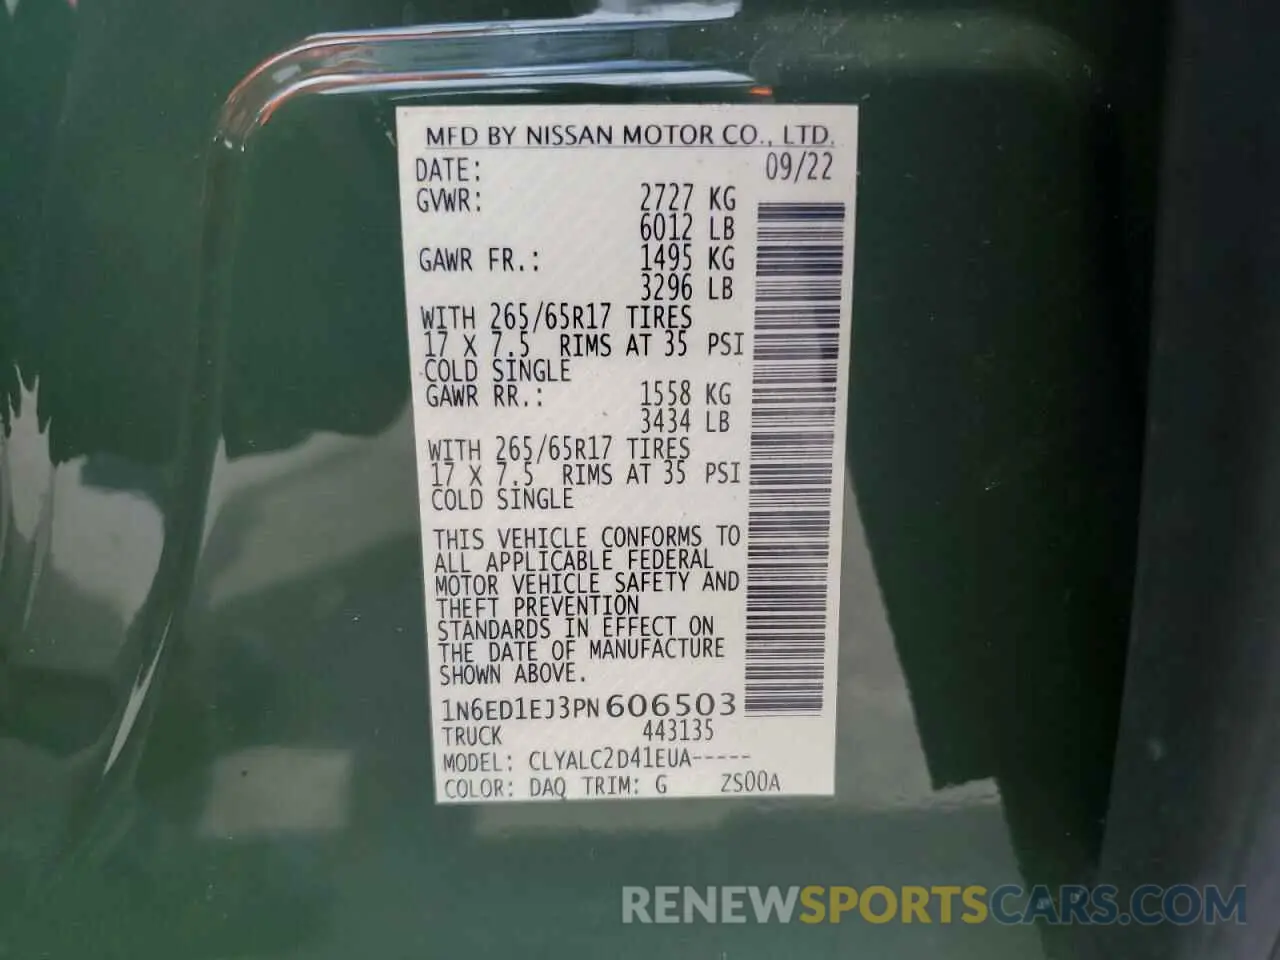 MFD BY NISSAN MOTOR CO., LTD.
DATE: 09/22
GVWR: 2727 KG
6012 LB
GAWR FR.: 1495 KG
3296 LB
WITH 265/65R17 TIRES
17 X 7.5 RIMS AT 35 PSI
COLD SINGLE
GAWR RR.: 1558 KG
3434 LB
WITH 265/65R17 TIRES
17 X 7.5 RIMS AT 35 PSI
COLD SINGLE
THIS VEHICLE CONFORMS TO
ALL APPLICABLE FEDERAL
MOTOR VEHICLE SAFETY AND
THEFT PREVENTION
STANDARDS IN EFFECT ON
THE DATE OF MANUFACTURE
SHOWN ABOVE.
1N6ED1EJ3PN606503
TRUCK 443135
MODEL: CLYALC2D41EUA-----
COLOR: DAQ TRIM: G ZS00A
RENEWSPORTSCARS.COM